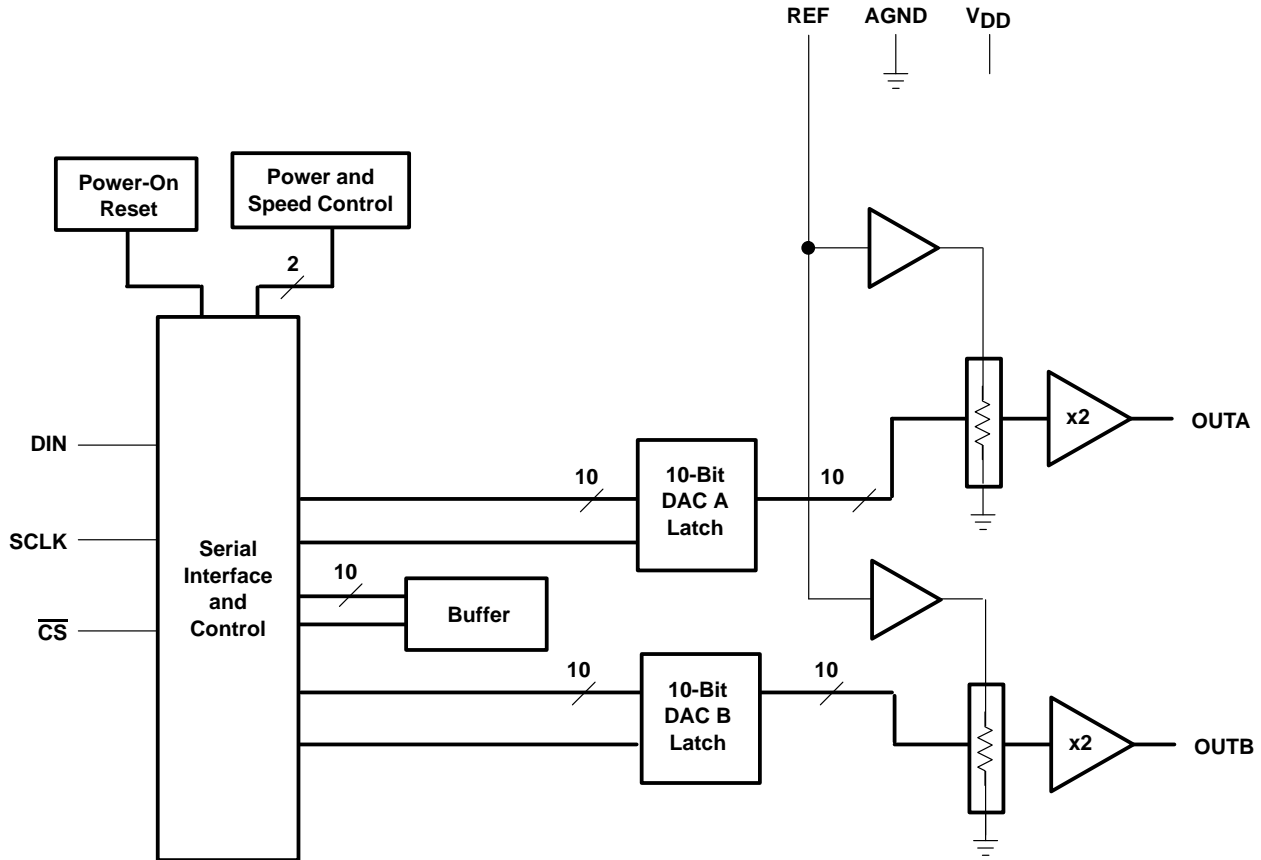 REF AGND VDD
Power-On
Reset
Power and
Speed Control
2
x2
OUTA
DIN
10
10-Bit
DAC A
Latch
10
SCLK
Serial
Interface
and
Control
10
Buffer
CS
10
10-Bit
DAC B
Latch
10
x2
OUTB